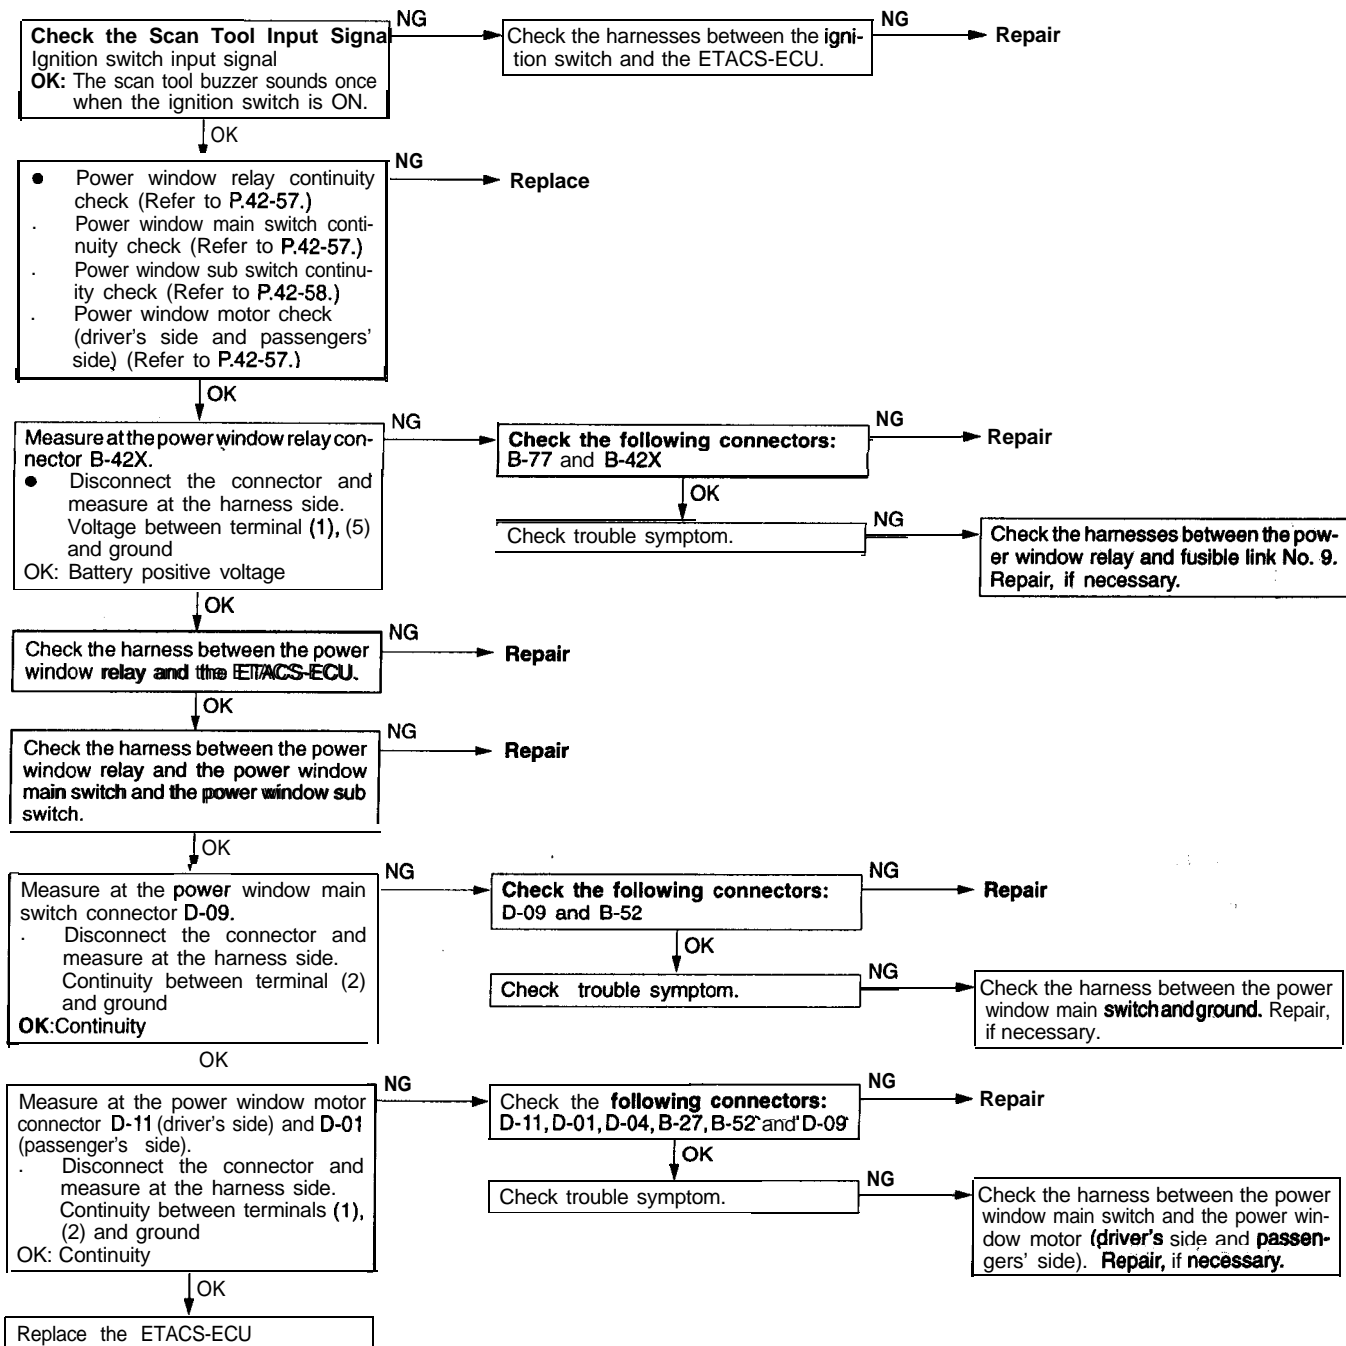 Check the Scan Tool Input Signal
Ignition switch input signal
OK: The scan tool buzzer sounds once
when the ignition switch is ON.
NG
Check the harnesses between the igni-
tion switch and the ETACS-ECU.
NG
Repair
OK
● Power window relay continuity
check (Refer to P.42-57.)
. Power window main switch conti-
nuity check (Refer to P.42-57.)
. Power window sub switch continu-
ity check (Refer to P.42-58.)
. Power window motor check
(driver's side and passengers'
side) (Refer to P.42-57.)
NG
Replace
OK
Measure at the power window relay con-
nector B-42X.
● Disconnect the connector and
measure at the harness side.
Voltage between terminal (1), (5)
and ground
OK: Battery positive voltage
NG
Check the following connectors:
B-77 and B-42X
NG
Repair
OK
Check trouble symptom.
NG
Check the harnesses between the pow-
er window relay and fusible link No. 9.
Repair, if necessary.
OK
Check the harness between the power
window relay and the ETACS-ECU.
NG
Repair
OK
Check the harness between the power
window relay and the power window
main switch and the power window sub
switch.
NG
Repair
OK
Measure at the power window main
switch connector D-09.
. Disconnect the connector and
measure at the harness side.
Continuity between terminal (2)
and ground
OK:Continuity
NG
Check the following connectors:
D-09 and B-52
NG
Repair
OK
Check trouble symptom.
NG
Check the harness between the power
window main switch and ground. Repair,
if necessary.
OK
Measure at the power window motor
connector D-11 (driver's side) and D-01
(passenger's side).
. Disconnect the connector and
measure at the harness side.
Continuity between terminals (1),
(2) and ground
OK: Continuity
NG
Check the following connectors:
D-11, D-01, D-04, B-27, B-52 and D-09
NG
Repair
OK
Check trouble symptom.
NG
Check the harness between the power
window main switch and the power win-
dow motor (driver's side and passen-
gers' side). Repair, if necessary.
OK
Replace the ETACS-ECU